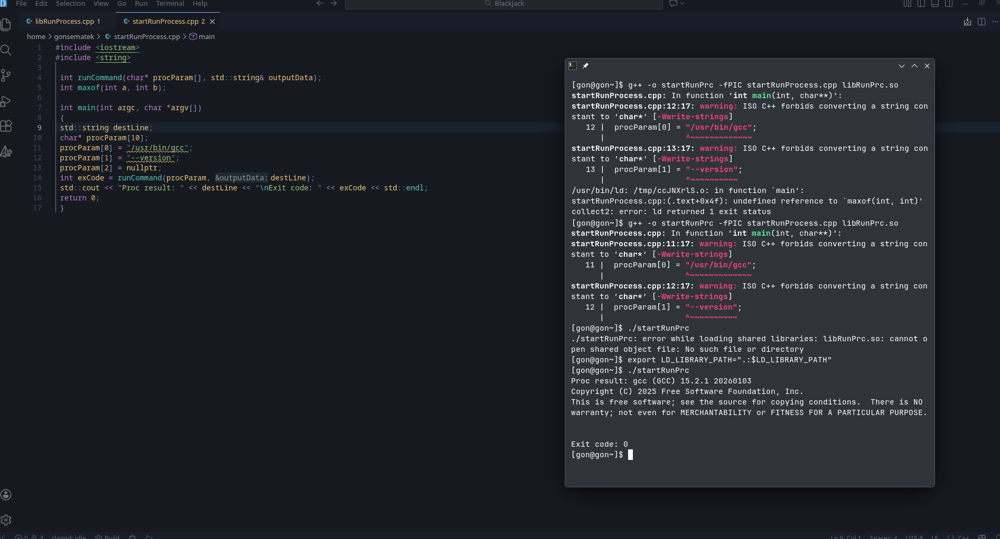 File Edit Selection View Go Run Terminal Help
Blackjack
libRunProcess.cpp 1
startRunProcess.cpp 2
home > gonsematek > startRunProcess.cpp > main
1 #include <iostream>
2 #include <string>
3
4 int runCommand(char* procParam[], std::string& outputData);
5 int maxof(int a, int b);
6
7 int main(int argc, char *argv[])
8 {
9 std::string destLine;
10 char* procParam[10];
11 procParam[0] = "/usr/bin/gcc";
12 procParam[1] = "--version";
13 procParam[2] = nullptr;
14 int exCode = runCommand(procParam, &outputData: destLine);
15 std::cout << "Proc result: " << destLine << "\nExit code: " << exCode << std::endl;
16 return 0;
17 }
[gon@gon~]$ g++ -o startRunPrc -fPIC startRunProcess.cpp libRunPrc.so
startRunProcess.cpp: In function ‘int main(int, char**)’:
startRunProcess.cpp:12:17: warning: ISO C++ forbids converting a string con
stant to ‘char*’ [-Wwrite-strings]
12 | procParam[0] = "/usr/bin/gcc";
| ^~~~~~~~~~~~~~
startRunProcess.cpp:13:17: warning: ISO C++ forbids converting a string con
stant to ‘char*’ [-Wwrite-strings]
13 | procParam[1] = "--version";
| ^~~~~~~~~~~
/usr/bin/ld: /tmp/ccJNXrlS.o: in function `main':
startRunProcess.cpp:(.text+0x4f): undefined reference to `maxof(int, int)'
collect2: error: ld returned 1 exit status
[gon@gon~]$ g++ -o startRunPrc -fPIC startRunProcess.cpp libRunPrc.so
startRunProcess.cpp: In function ‘int main(int, char**)’:
startRunProcess.cpp:11:17: warning: ISO C++ forbids converting a string con
stant to ‘char*’ [-Wwrite-strings]
11 | procParam[0] = "/usr/bin/gcc";
| ^~~~~~~~~~~~~~
startRunProcess.cpp:12:17: warning: ISO C++ forbids converting a string con
stant to ‘char*’ [-Wwrite-strings]
12 | procParam[1] = "--version";
| ^~~~~~~~~~~
[gon@gon~]$ ./startRunPrc
./startRunPrc: error while loading shared libraries: libRunPrc.so: cannot o
pen shared object file: No such file or directory
[gon@gon~]$ export LD_LIBRARY_PATH=".:$LD_LIBRARY_PATH"
[gon@gon~]$ ./startRunPrc
Proc result: gcc (GCC) 15.2.1 20260103
Copyright (C) 2025 Free Software Foundation, Inc.
This is free software; see the source for copying conditions.  There is NO
warranty; not even for MERCHANTABILITY or FITNESS FOR A PARTICULAR PURPOSE.
Exit code: 0
[gon@gon~]$
0 3 clangd: idle Build
Ln 9, Col 1 Spaces: 4 UTF-8 LF {} C++